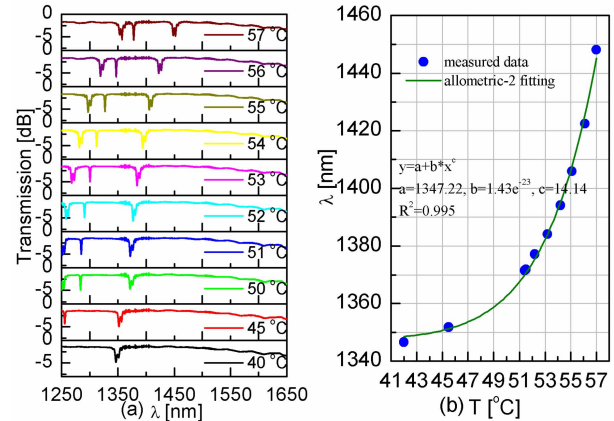 0
-5
57 °C
0
-5
56 °C
0
-5
55 °C
0
-5
54 °C
0
-5
53 °C
0
-5
52 °C
0
-5
51 °C
0
-5
50 °C
0
-5
45 °C
0
-5
40 °C
Transmission [dB]
1250 1350 1450 1550 1650
(a) λ [nm]
1460
1440
1420
1400
1380
1360
1340
λ [nm]
measured data
allometric-2 fitting
y=a+b*x^c
a=1347.22, b=1.43e^-23, c=14.14
R²=0.995
41 43 45 47 49 51 53 55 57
(b) T [°C]